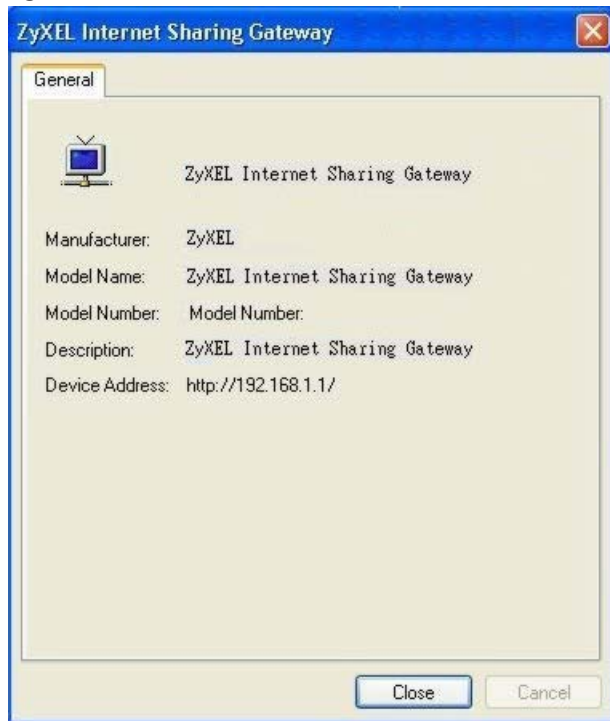 ZyXEL Internet Sharing Gateway
General
ZyXEL Internet Sharing Gateway
Manufacturer: ZyXEL
Model Name: ZyXEL Internet Sharing Gateway
Model Number: Model Number:
Description: ZyXEL Internet Sharing Gateway
Device Address: http://192.168.1.1/
Close Cancel